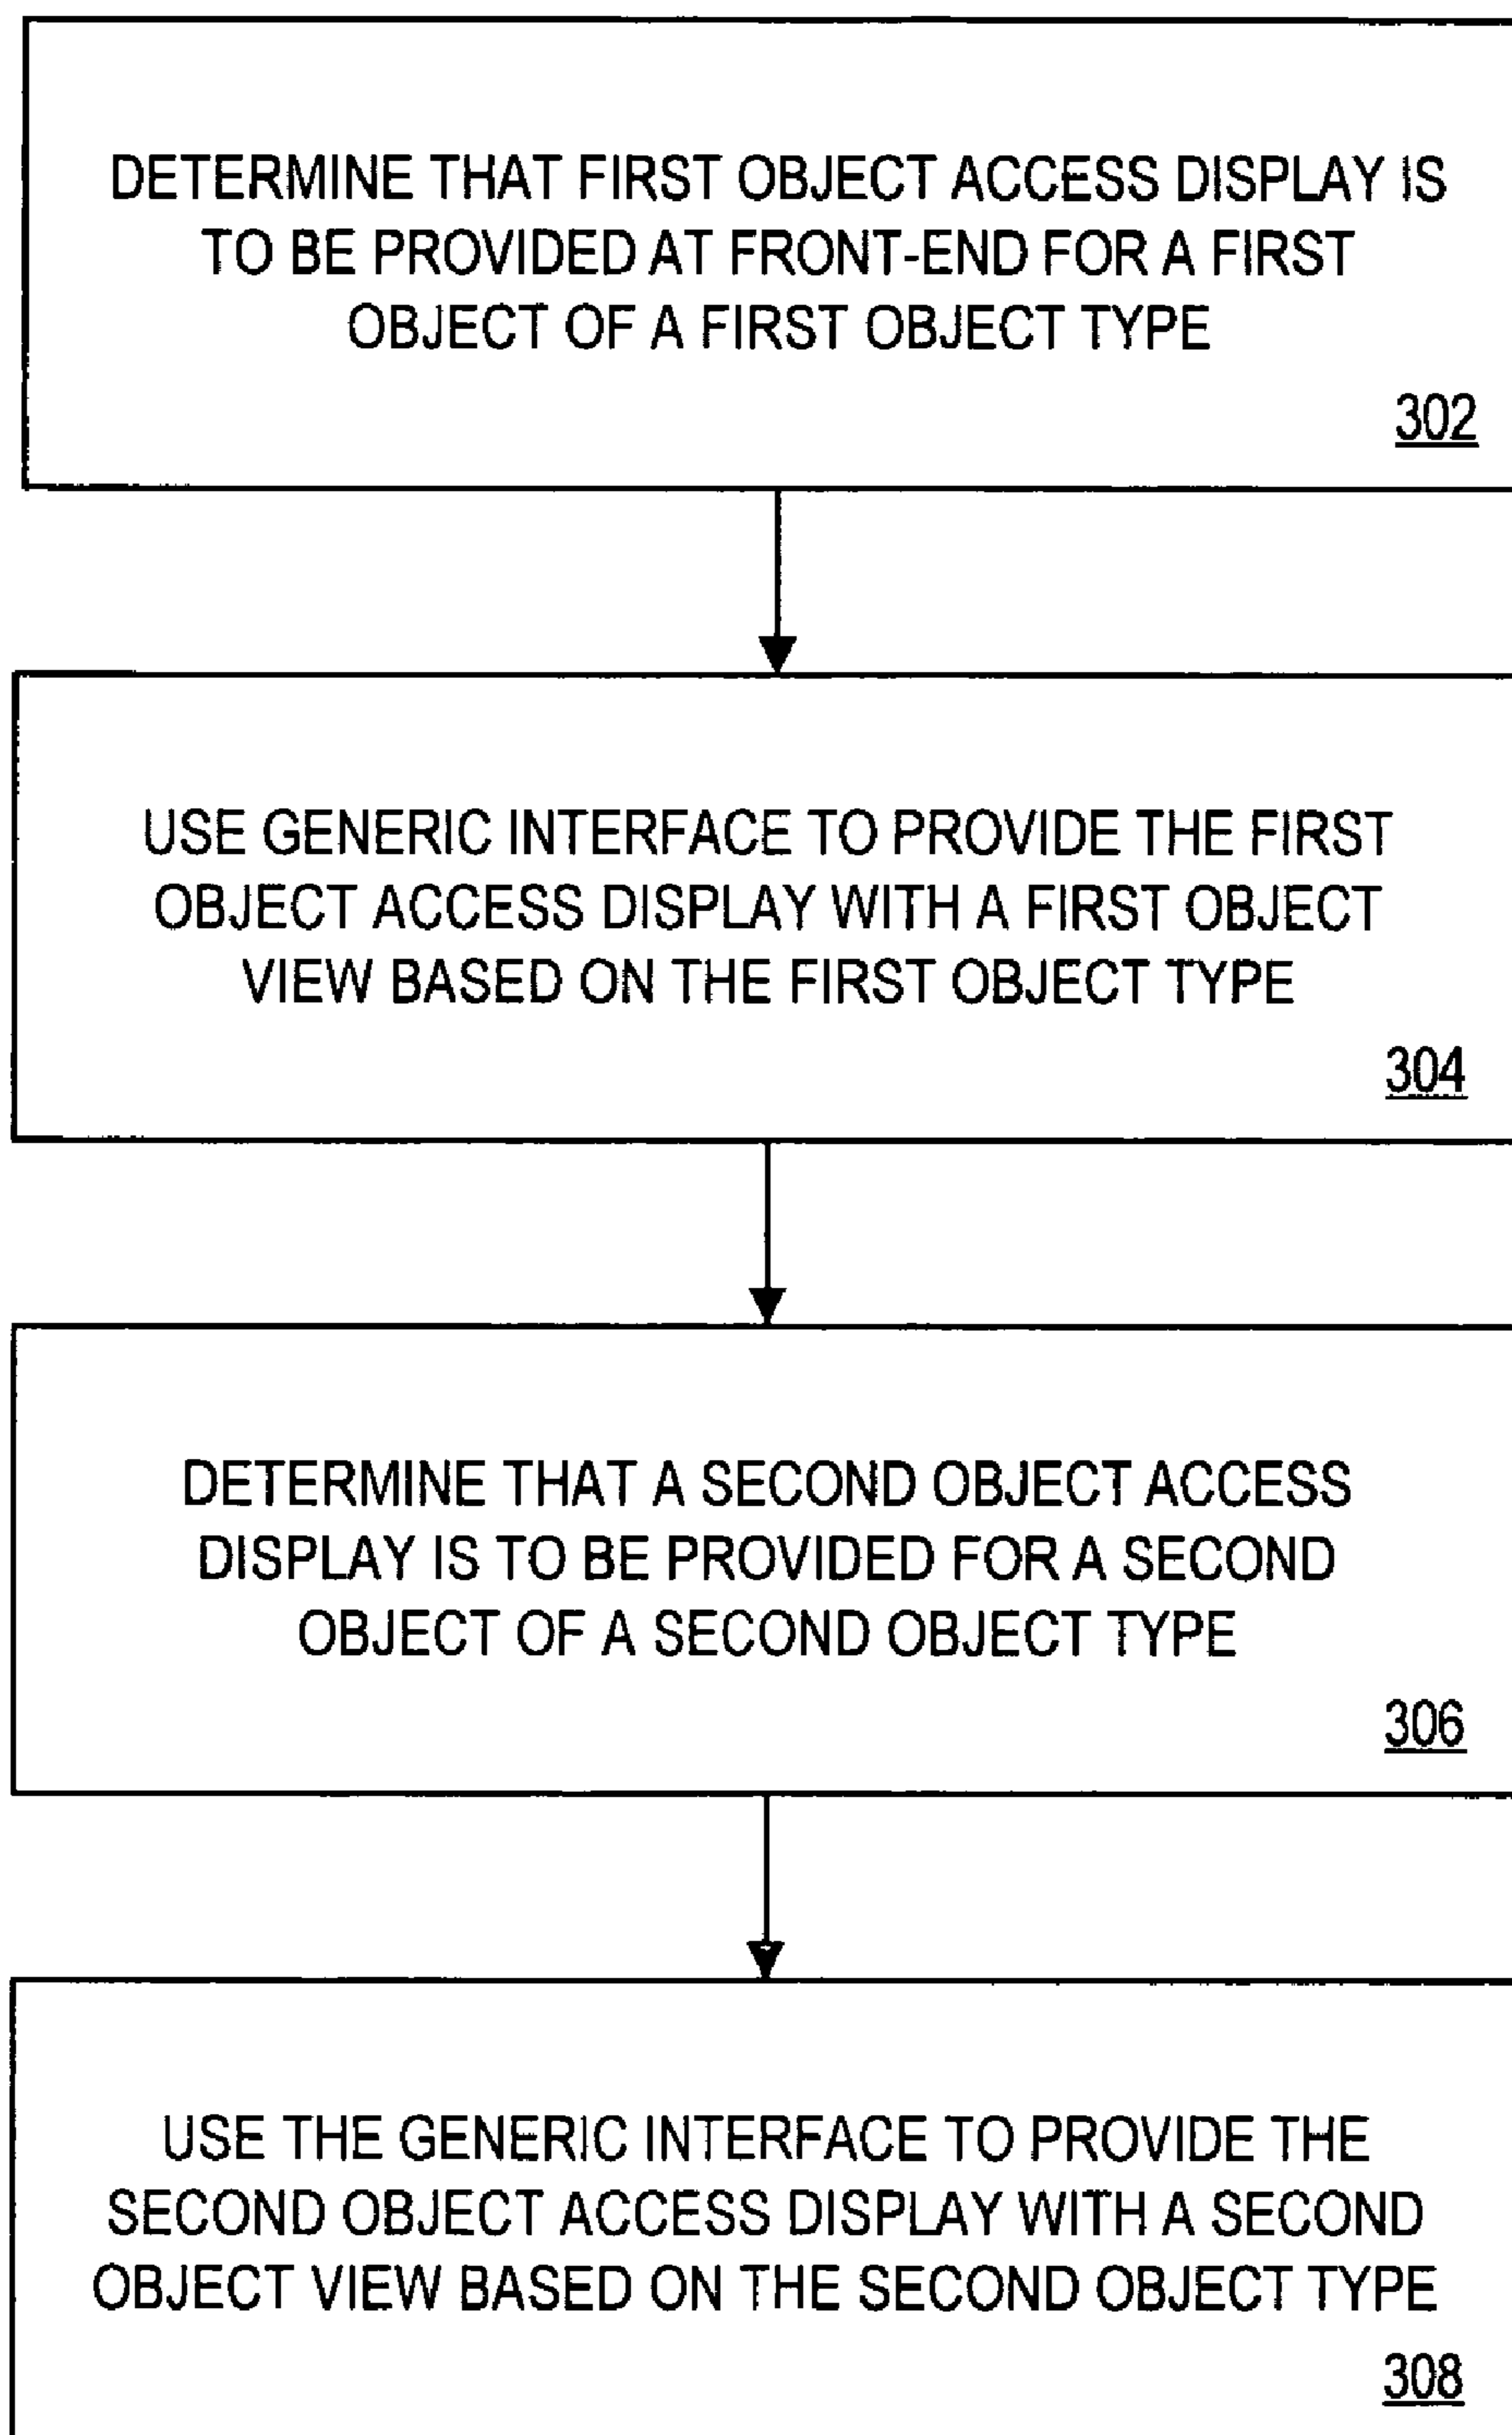 DETERMINE THAT FIRST OBJECT ACCESS DISPLAY IS
TO BE PROVIDED AT FRONT-END FOR A FIRST
OBJECT OF A FIRST OBJECT TYPE
302
USE GENERIC INTERFACE TO PROVIDE THE FIRST
OBJECT ACCESS DISPLAY WITH A FIRST OBJECT
VIEW BASED ON THE FIRST OBJECT TYPE
304
DETERMINE THAT A SECOND OBJECT ACCESS
DISPLAY IS TO BE PROVIDED FOR A SECOND
OBJECT OF A SECOND OBJECT TYPE
306
USE THE GENERIC INTERFACE TO PROVIDE THE
SECOND OBJECT ACCESS DISPLAY WITH A SECOND
OBJECT VIEW BASED ON THE SECOND OBJECT TYPE
308